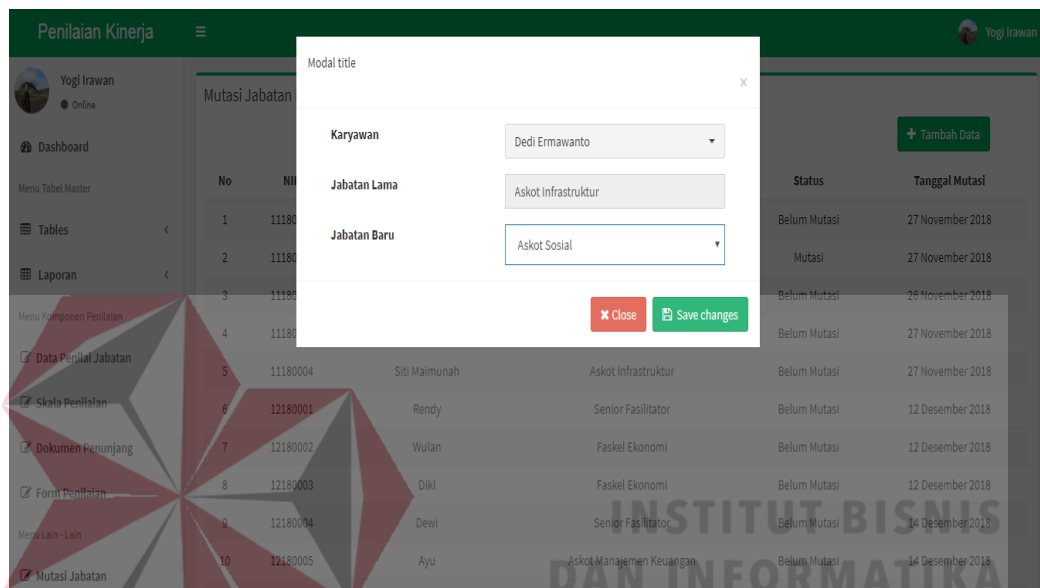 Penilaian Kinerja
Yogi Irawan
Yogi Irawan
Online
Dashboard
Menu Tabel Master
Tables
Laporan
Menu Komponen Penilaian
Data Penilai Jabatan
Skala Penilaian
Dokumen Penunjang
Form Penilaian
Menu Lain - Lain
Mutasi Jabatan
Modal title
x
Karyawan Dedi Ermawanto
Jabatan Lama Askot Infrastruktur
Jabatan Baru Askot Sosial
Close Save changes
Mutasi Jabatan
+ Tambah Data
No Status Tanggal Mutasi
1 Belum Mutasi 27 November 2018
2 Mutasi 27 November 2018
3 Belum Mutasi 26 November 2018
4 Belum Mutasi 27 November 2018
5 11180004 Siti Maimunah Askot Infrastruktur Belum Mutasi 27 November 2018
6 12180001 Rendy Senior Fasilitator Belum Mutasi 12 Desember 2018
7 12180002 Wulan Faskel Ekonomi Belum Mutasi 12 Desember 2018
8 12180003 Diki Faskel Ekonomi Belum Mutasi 12 Desember 2018
9 12180004 Dewi Senior Fasilitator Belum Mutasi 14 Desember 2018
10 12180005 Ayu Askot Manajemen Keuangan Belum Mutasi 14 Desember 2018
INSTITUT BISNIS
DAN INFORMATIKA